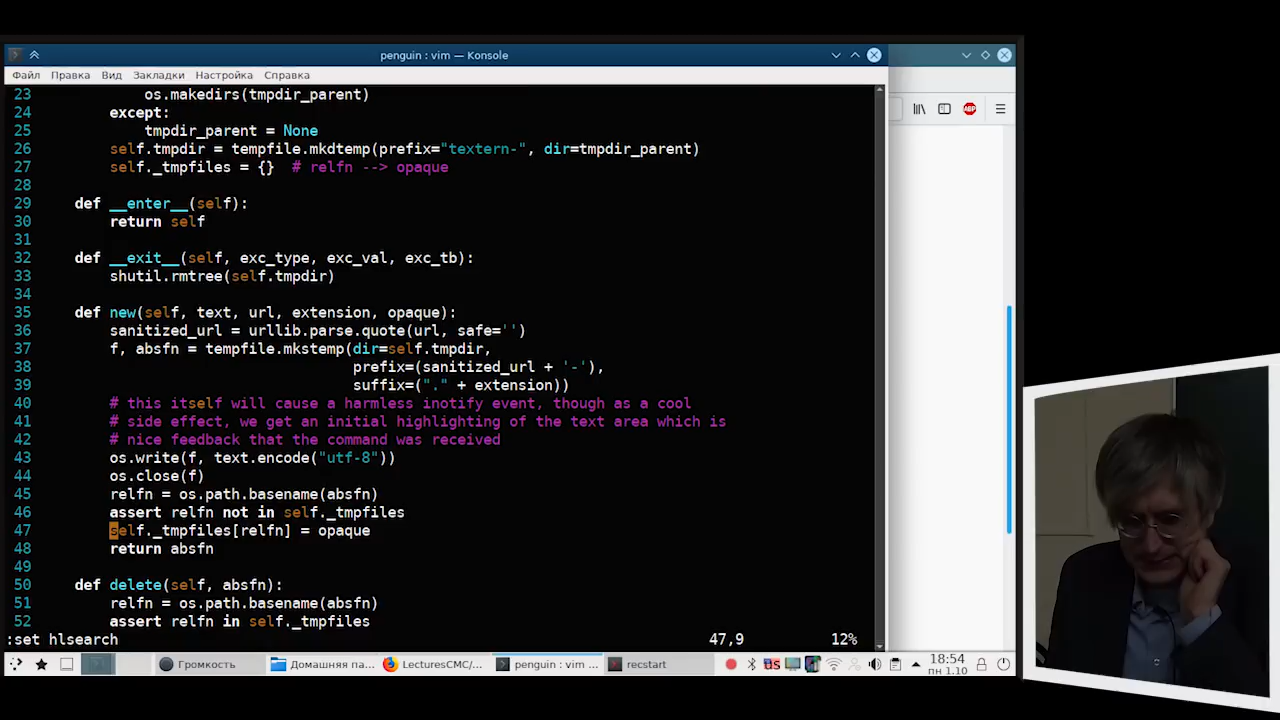 penguin : vim — Konsole
Файл Правка Вид Закладки Настройка Справка
23 os.makedirs(tmpdir_parent)
24 except:
25 tmpdir_parent = None
26 self.tmpdir = tempfile.mkdtemp(prefix="textern-", dir=tmpdir_parent)
27 self._tmpfiles = {} # relfn --> opaque
28
29 def __enter__(self):
30 return self
31
32 def __exit__(self, exc_type, exc_val, exc_tb):
33 shutil.rmtree(self.tmpdir)
34
35 def new(self, text, url, extension, opaque):
36 sanitized_url = urllib.parse.quote(url, safe='')
37 f, absfn = tempfile.mkstemp(dir=self.tmpdir,
38 prefix=(sanitized_url + '-'),
39 suffix=("." + extension))
40 # this itself will cause a harmless inotify event, though as a cool
41 # side effect, we get an initial highlighting of the text area which is
42 # nice feedback that the command was received
43 os.write(f, text.encode("utf-8"))
44 os.close(f)
45 relfn = os.path.basename(absfn)
46 assert relfn not in self._tmpfiles
47 self._tmpfiles[relfn] = opaque
48 return absfn
49
50 def delete(self, absfn):
51 relfn = os.path.basename(absfn)
52 assert relfn in self._tmpfiles
:set hlsearch 47,9 12%
ABP
Громкость Домашняя па... LecturesCMC/... penguin : vim ... recstart US 18:54
пн 1.10